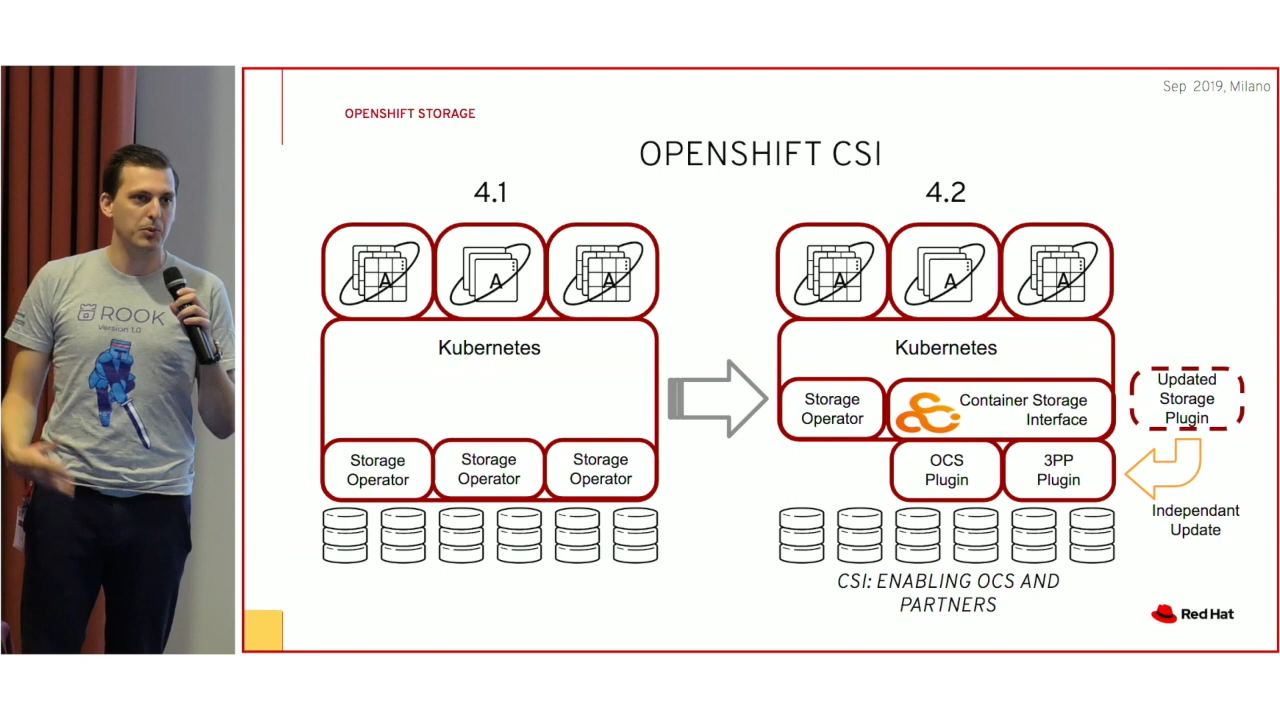 Sep 2019, Milano
OPENSHIFT STORAGE
OPENSHIFT CSI
4.1
4.2
A
A
A
A
A
A
Kubernetes
Kubernetes
Storage
Operator
Storage
Operator
Storage
Operator
Storage
Operator
Container Storage
Interface
OCS
Plugin
3PP
Plugin
Updated
Storage
Plugin
Independant
Update
CSI: ENABLING OCS AND
PARTNERS
Red Hat
ROOK
Version 1.0